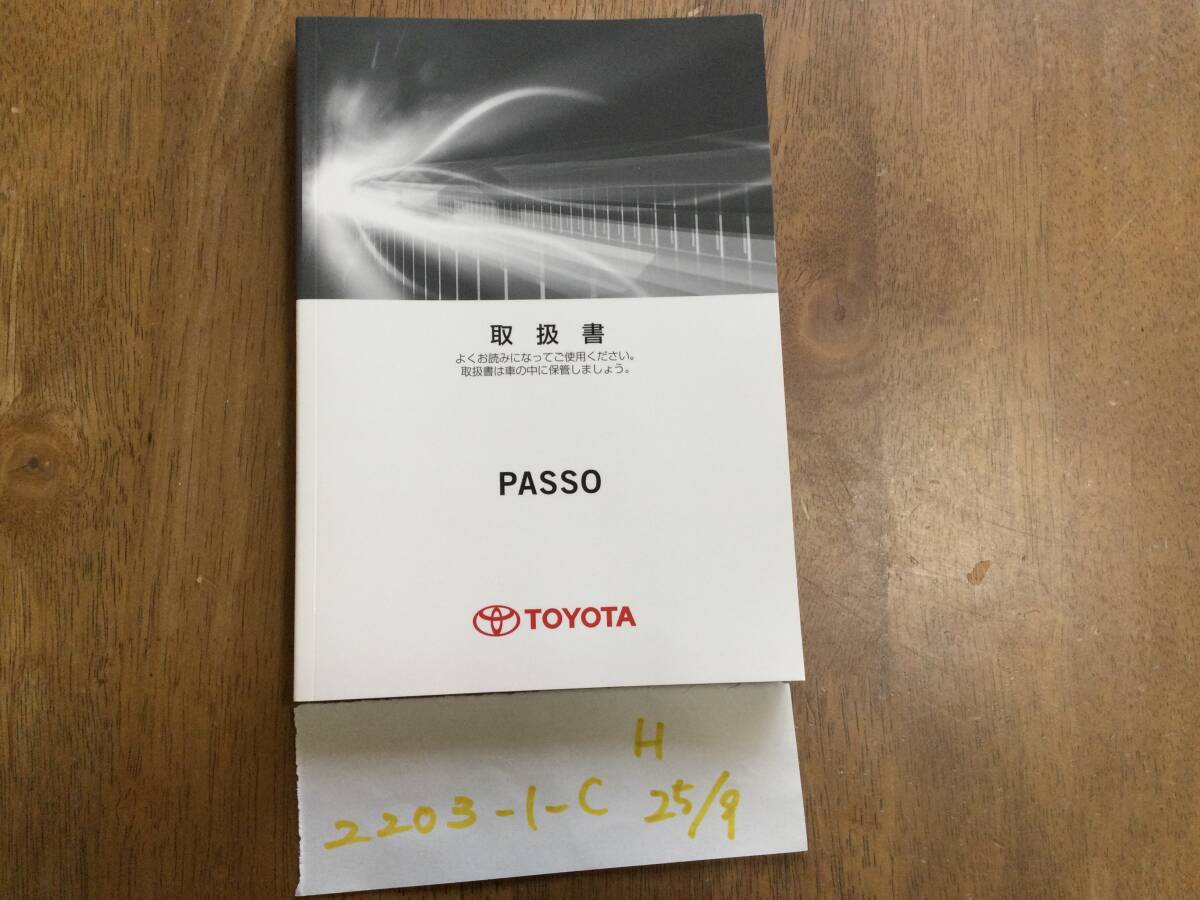 取扱書
よくお読みになってご使用ください。
取扱書は車の中に保管しましょう。
PASSO
TOYOTA
H
2203-1-C 25/9